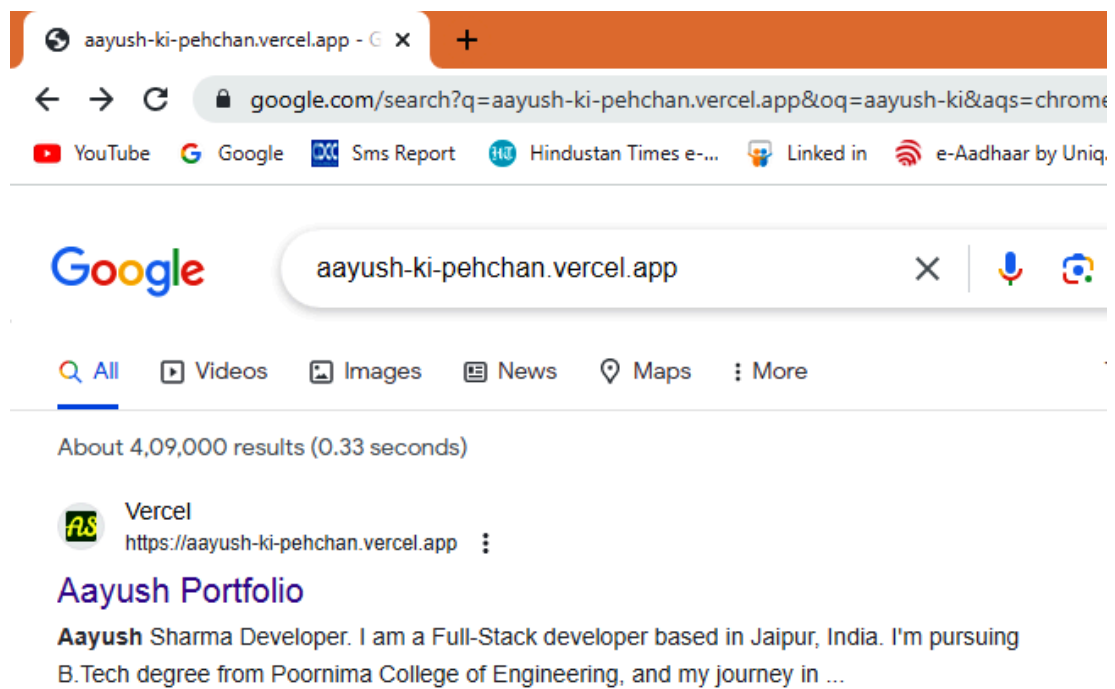 aayush-ki-pehchan.vercel.app - G
google.com/search?q=aayush-ki-pehchan.vercel.app&oq=aayush-ki&aqs=chrome
YouTube Google Sms Report Hindustan Times e-... Linked in e-Aadhaar by Uniq.
Google aayush-ki-pehchan.vercel.app
All Videos Images News Maps More
About 4,09,000 results (0.33 seconds)
AS Vercel
https://aayush-ki-pehchan.vercel.app
Aayush Portfolio
Aayush Sharma Developer. I am a Full-Stack developer based in Jaipur, India. I'm pursuing
B.Tech degree from Poornima College of Engineering, and my journey in ...